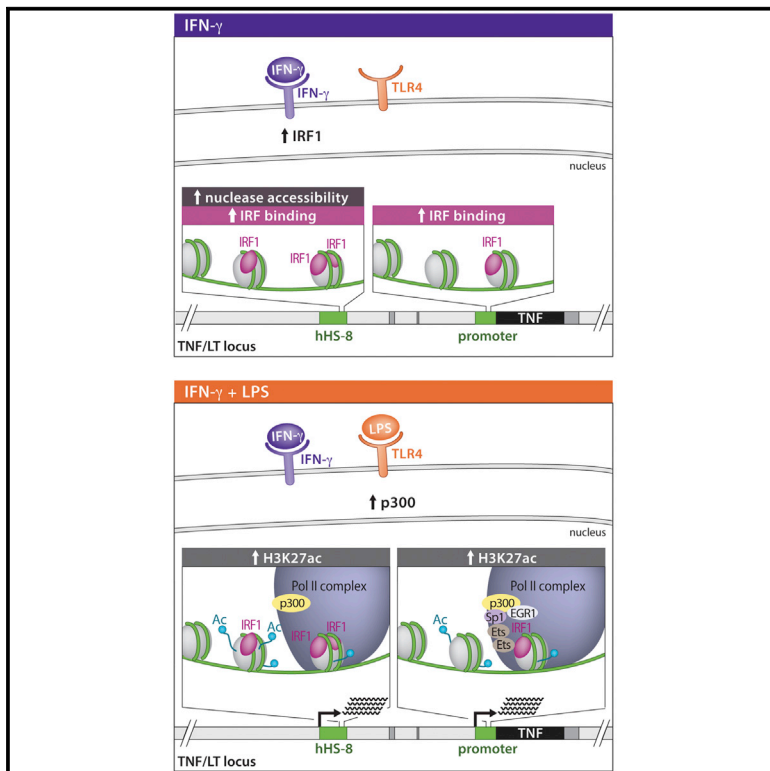 IFN-γ
IFN-γ
IFN-γ
TLR4
⬆ IRF1
nucleus
⬆ nuclease accessibility
⬆ IRF binding
⬆ IRF binding
IRF1
IRF1
IRF1
IRF1
TNF
hHS-8
promoter
TNF/LT locus
IFN-γ + LPS
IFN-γ
LPS
IFN-γ
TLR4
⬆ p300
nucleus
⬆ H3K27ac
⬆ H3K27ac
Pol II complex
Pol II complex
p300
p300
Sp1
EGR1
Ac
IRF1
Ac
IRF1
IRF1
Ac
IRF1
Ets
Ets
TNF
hHS-8
promoter
TNF/LT locus